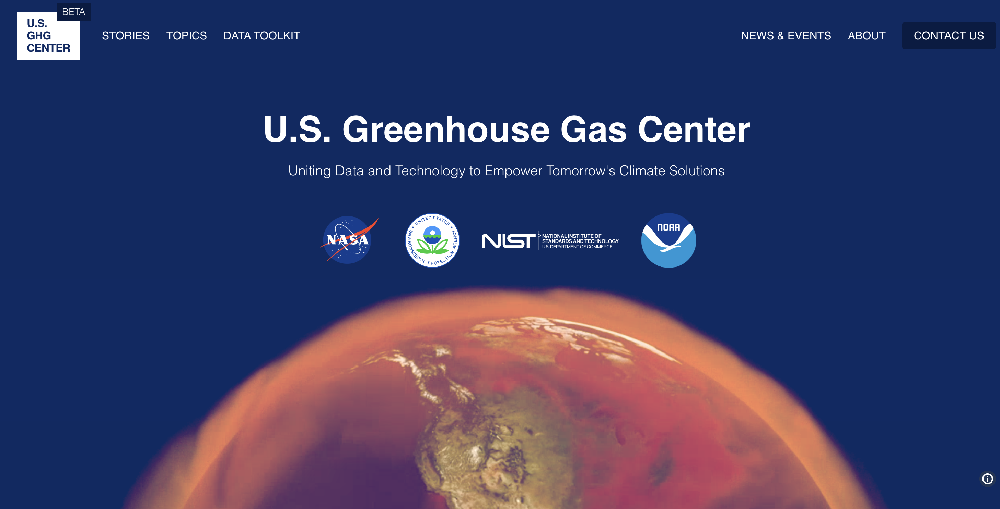 BETA
U.S.
GHG
CENTER
STORIES
TOPICS
DATA TOOLKIT
NEWS & EVENTS
ABOUT
CONTACT US
U.S. Greenhouse Gas Center
Uniting Data and Technology to Empower Tomorrow's Climate Solutions
NASA
UNITED STATES
ENVIRONMENTAL PROTECTION AGENCY
NIST
NATIONAL INSTITUTE OF
STANDARDS AND TECHNOLOGY
U.S. DEPARTMENT OF COMMERCE
NOAA